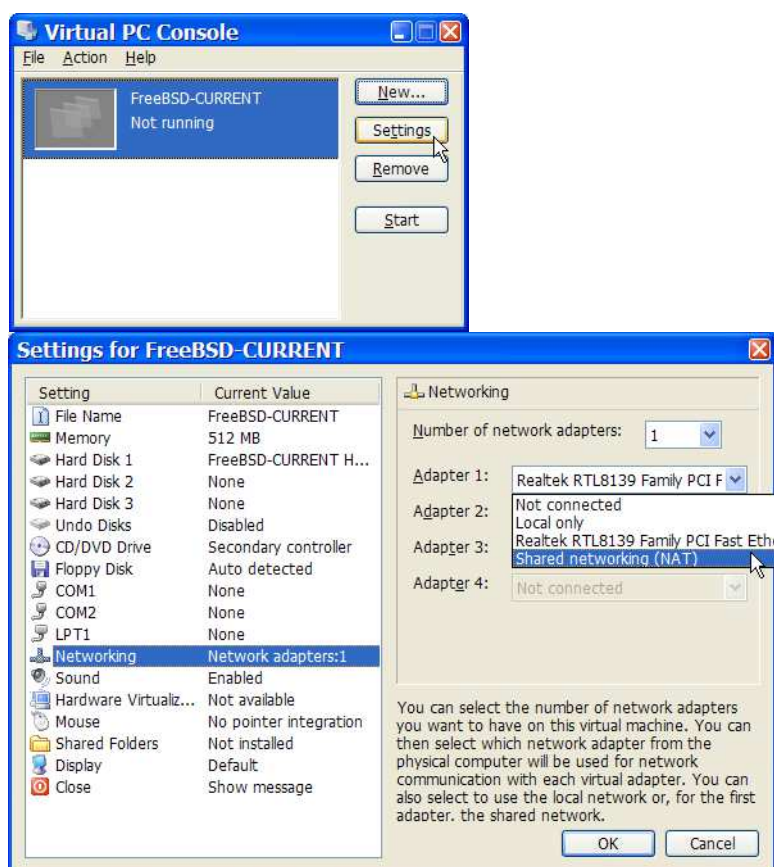 Virtual PC Console
File Action Help
FreeBSD-CURRENT
Not running
New...
Settings
Remove
Start
Settings for FreeBSD-CURRENT
Setting Current Value
File Name FreeBSD-CURRENT
Memory 512 MB
Hard Disk 1 FreeBSD-CURRENT H...
Hard Disk 2 None
Hard Disk 3 None
Undo Disks Disabled
CD/DVD Drive Secondary controller
Floppy Disk Auto detected
COM1 None
COM2 None
LPT1 None
Networking Network adapters:1
Sound Enabled
Hardware Virtualiz... Not available
Mouse No pointer integration
Shared Folders Not installed
Display Default
Close Show message
Networking
Number of network adapters: 1
Adapter 1: Realtek RTL8139 Family PCI F
Not connected
Adapter 2:
Local only
Realtek RTL8139 Family PCI Fast Ethe
Adapter 3:
Shared networking (NAT)
Adapter 4: Not connected
You can select the number of network adapters
you want to have on this virtual machine. You can
then select which network adapter from the
physical computer will be used for network
communication with each virtual adapter. You can
also select to use the local network or, for the first
adapter, the shared network.
OK Cancel